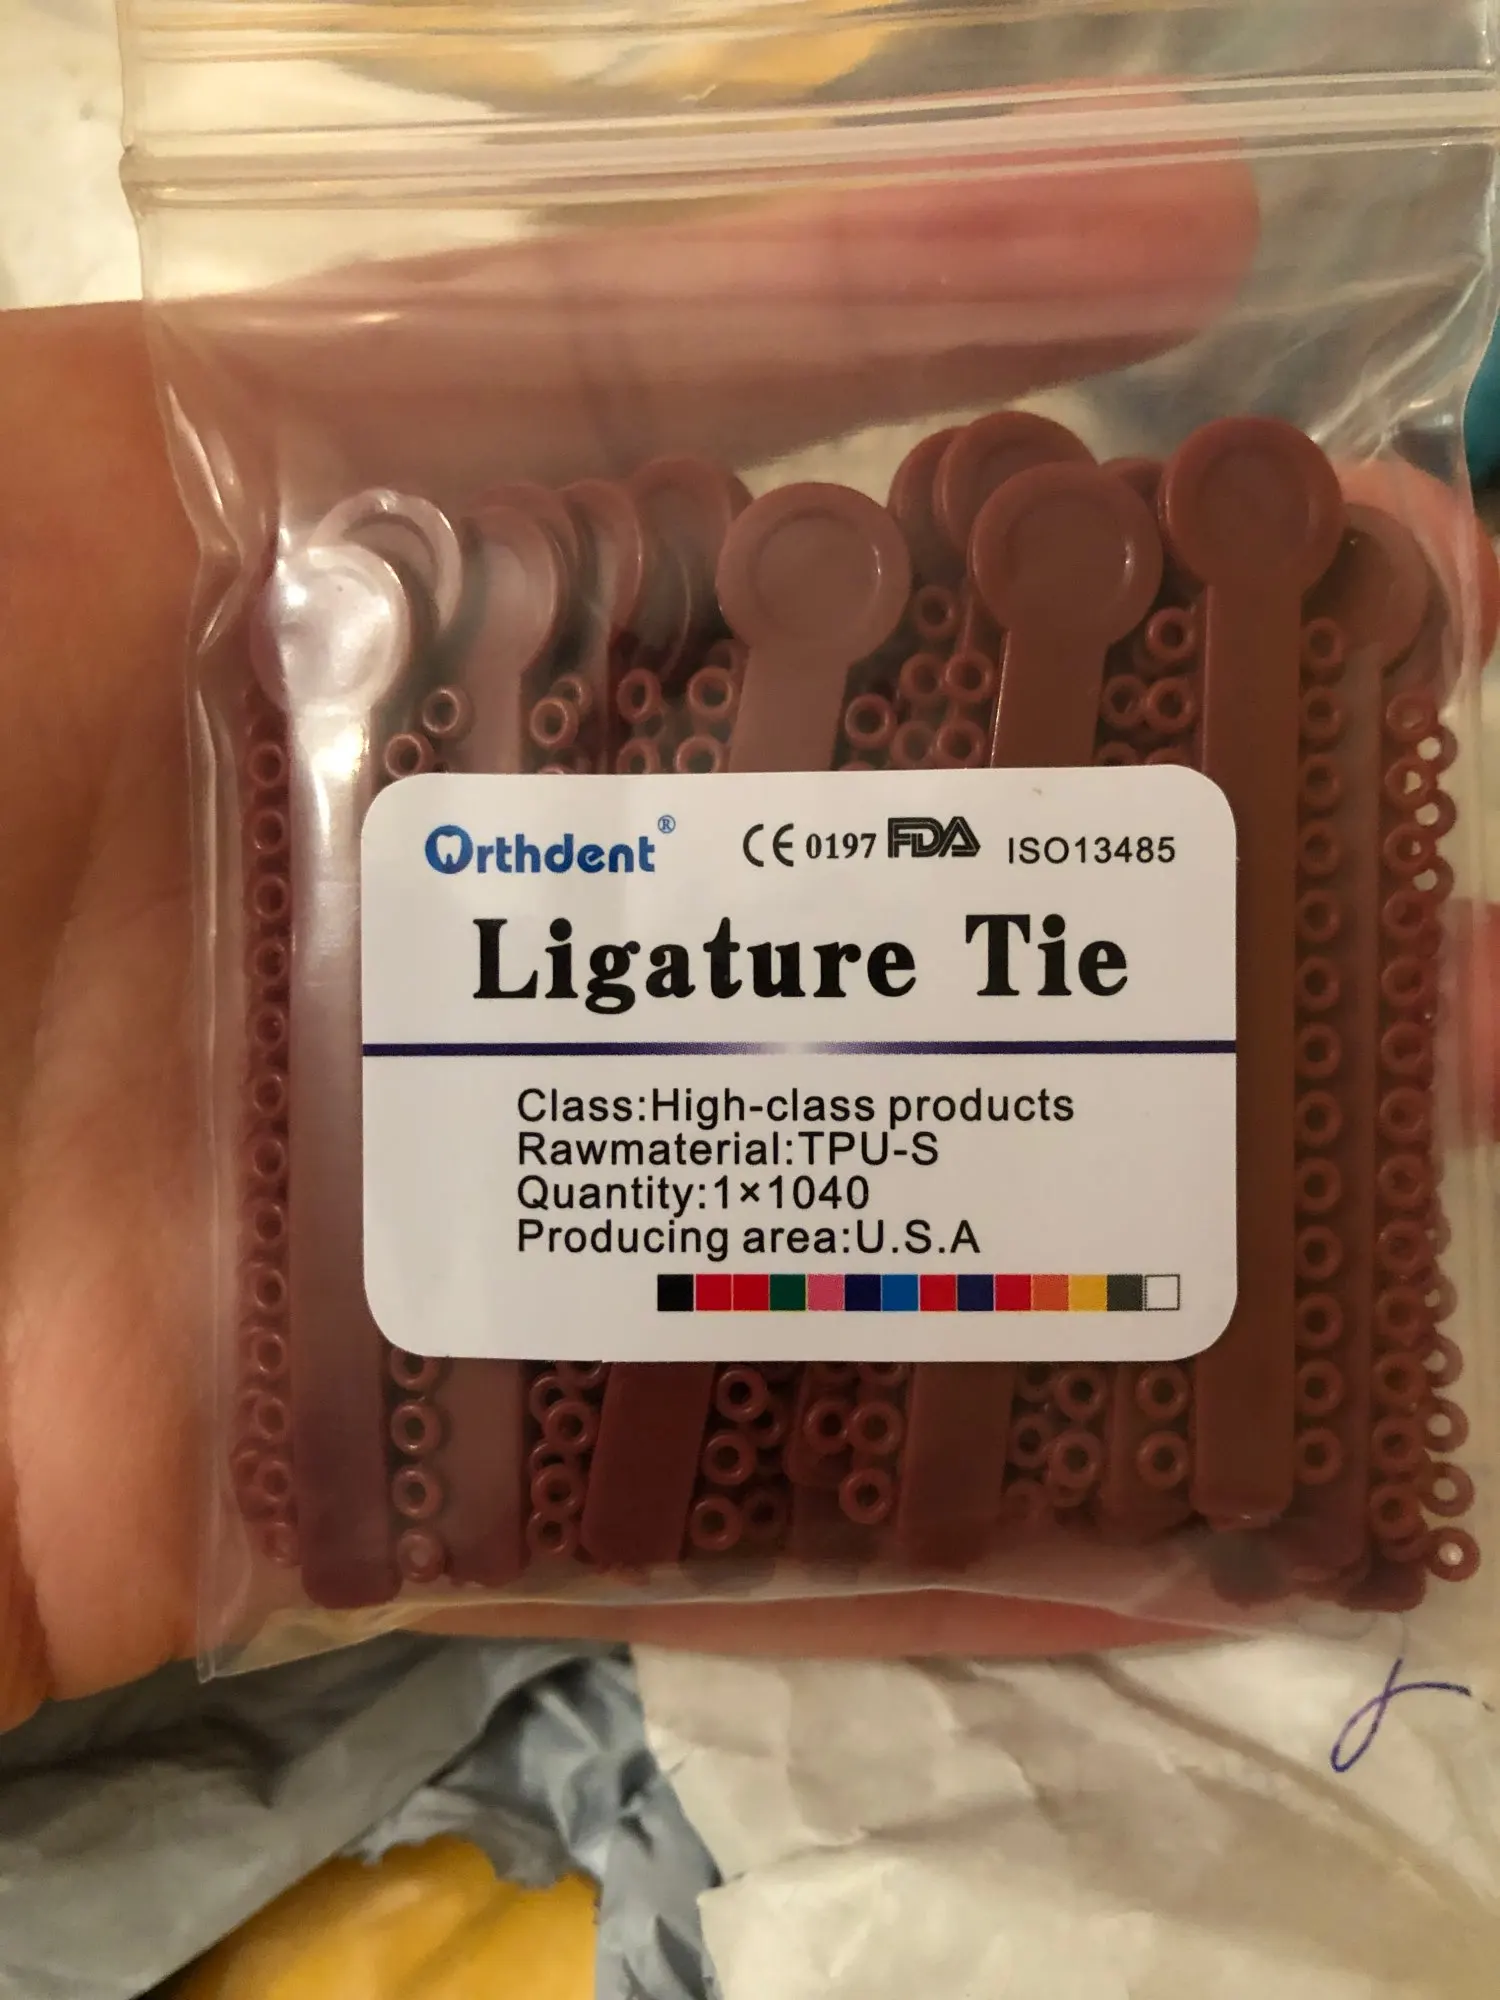 Orthdent® CE 0197 FDA ISO13485
Ligature Tie
Class:High-class products
Rawmaterial:TPU-S
Quantity:1×1040
Producing area:U.S.A